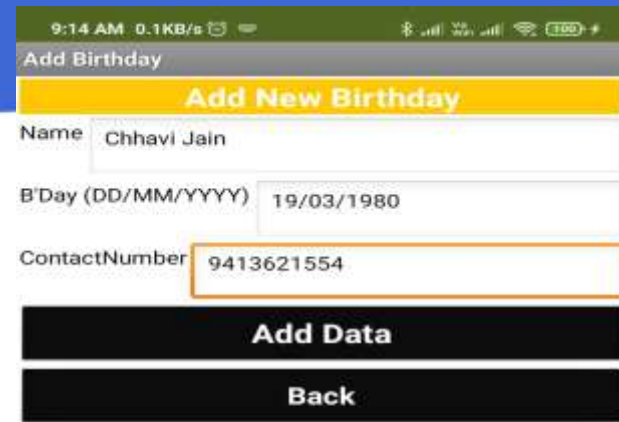 9:14 AM 0.1KB/s 100
Add Birthday
Add New Birthday
Name Chhavi Jain
B'Day (DD/MM/YYYY) 19/03/1980
ContactNumber 9413621554
Add Data
Back